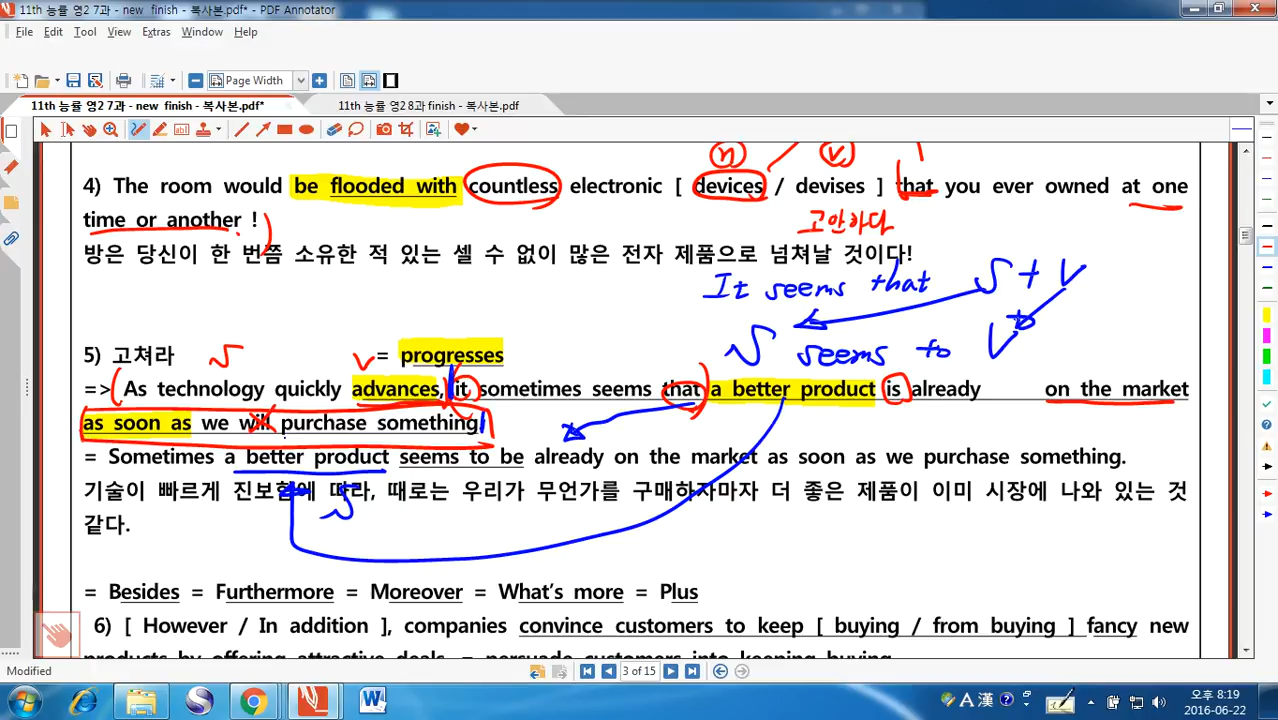 11th 능률 영2 7과 - new finish - 복사본.pdf* - PDF Annotator
File Edit Tool View Extras Window Help
Page Width
11th 능률 영2 7과 - new finish - 복사본.pdf* 11th 능률 영2 8과 finish - 복사본.pdf
n v
4) The room would be flooded with countless electronic [ devices / devises ] that you ever owned at one
time or another !
고안하다
방은 당신이 한 번쯤 소유한 적 있는 셀 수 없이 많은 전자 제품으로 넘쳐날 것이다!
It seems that S + V
S seems to V
5) 고쳐라 S V = progresses
=> As technology quickly advances, it sometimes seems that a better product is already on the market
as soon as we will purchase something
= Sometimes a better product seems to be already on the market as soon as we purchase something.
기술이 빠르게 진보함에 따라, 때로는 우리가 무언가를 구매하자마자 더 좋은 제품이 이미 시장에 나와 있는 것
S
같다.
= Besides = Furthermore = Moreover = What's more = Plus
6) [ However / In addition ], companies convince customers to keep [ buying / from buying ] fancy new
products by offering attractive deals. = persuade customers into keeping buying
Modified 3 of 15
A 漢 오후 8:19
2016-06-22